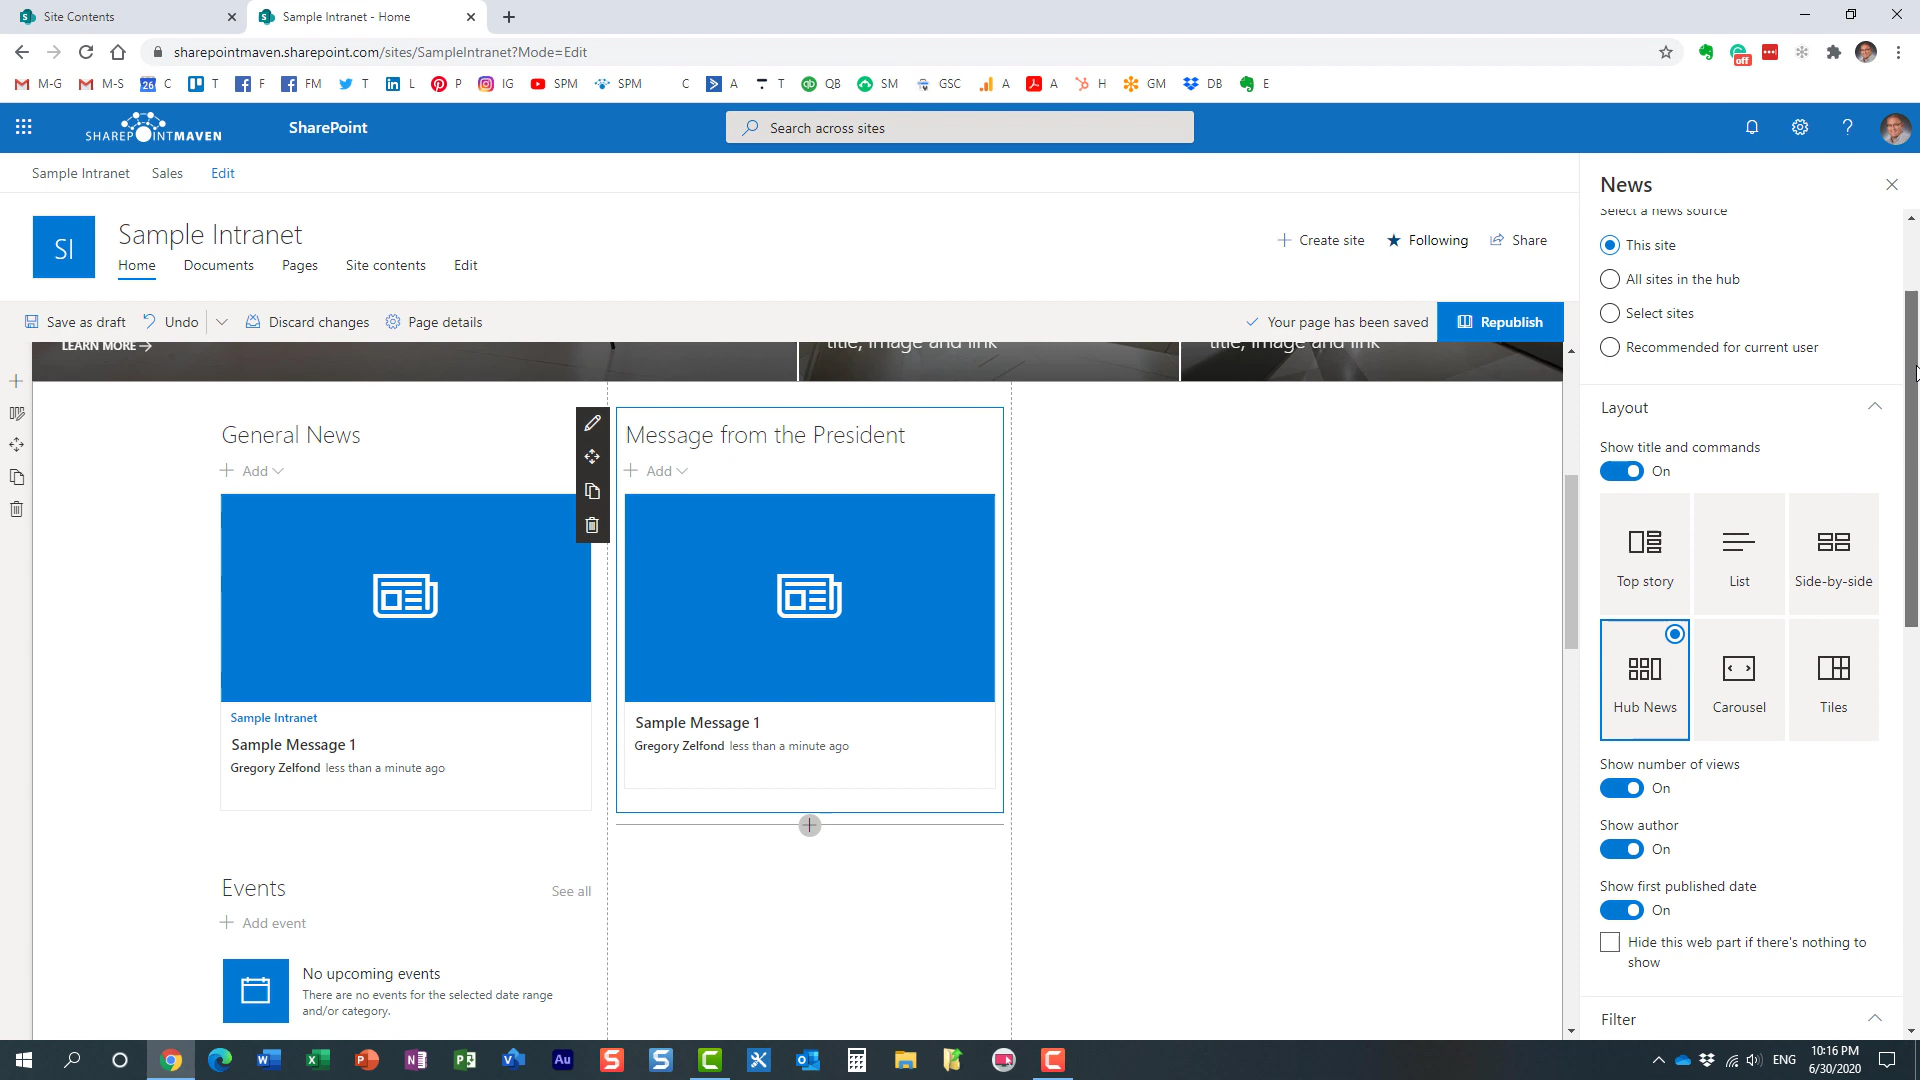 Site Contents
Sample Intranet - Home
sharepointmaven.sharepoint.com/sites/SampleIntranet?Mode=Edit
M-G
M-S
26
C
T
F
FM
T
L
P
IG
SPM
SPM
C
A
T
QB
SM
GSC
A
A
H
GM
DB
E
off
SHAREPOINTMAVEN
SharePoint
Search across sites
?
Sample Intranet
Sales
Edit
SI
Sample Intranet
Home
Documents
Pages
Site contents
Edit
Create site
Following
Share
Save as draft
Undo
Discard changes
Page details
Your page has been saved
Republish
LEARN MORE
title, image and link
title, image and link
General News
Add
Sample Intranet
Sample Message 1
Gregory Zelfond less than a minute ago
Message from the President
Add
Sample Message 1
Gregory Zelfond less than a minute ago
Events
See all
Add event
No upcoming events
There are no events for the selected date range
and/or category.
News
Select a news source
This site
All sites in the hub
Select sites
Recommended for current user
Layout
Show title and commands
On
Top story
List
Side-by-side
Hub News
Carousel
Tiles
Show number of views
On
Show author
On
Show first published date
On
Hide this web part if there's nothing to
show
Filter
Au
ENG
10:16 PM
6/30/2020